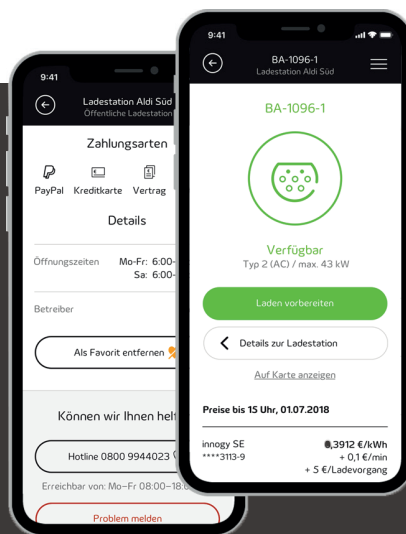 9:41
Ladestation Aldi Süd
Öffentliche Ladestation
Zahlungsarten
PayPal Kreditkarte Vertrag
Details
Öffnungszeiten Mo-Fr: 6:00-
Sa: 6:00-
Betreiber
Als Favorit entfernen
Können wir Ihnen hel
Hotline 0800 9944023
Erreichbar von: Mo–Fr 08:00–18:
Problem melden
9:41
BA-1096-1
Ladestation Aldi Süd
BA-1096-1
Verfügbar
Typ 2 (AC) / max. 43 kW
Laden vorbereiten
Details zur Ladestation
Auf Karte anzeigen
Preise bis 15 Uhr, 01.07.2018
innogy SE 0,3912 €/kWh
****3113-9 + 0,1 €/min
+ 5 €/Ladevorgang